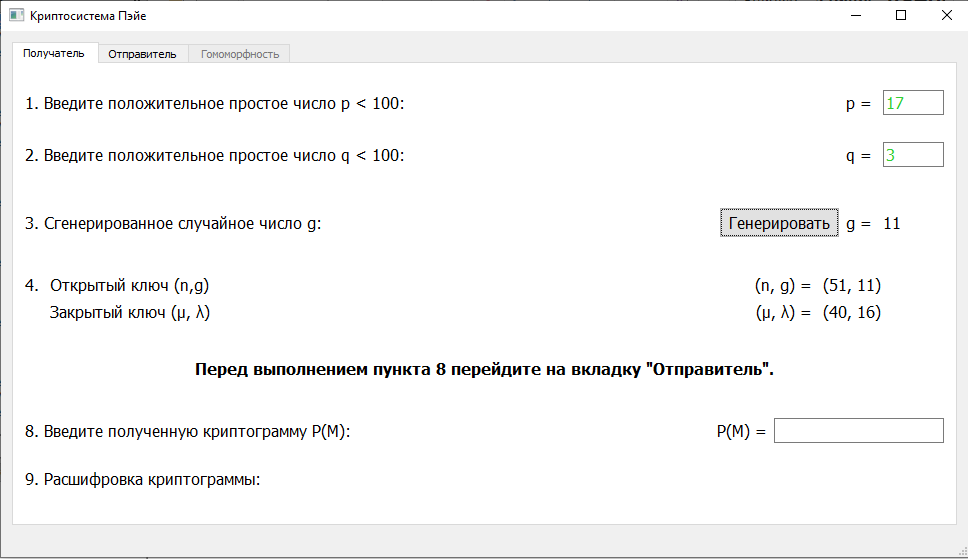 Криптосистема Пэйе
Получатель Отправитель Гомоморфность
1. Введите положительное простое число p < 100: p = 17
2. Введите положительное простое число q < 100: q = 3
3. Сгенерированное случайное число g: Генерировать g = 11
4. Открытый ключ (n,g) (n, g) = (51, 11)
Закрытый ключ (μ, λ) (μ, λ) = (40, 16)
Перед выполнением пункта 8 перейдите на вкладку "Отправитель".
8. Введите полученную криптограмму P(M): P(M) =
9. Расшифровка криптограммы: